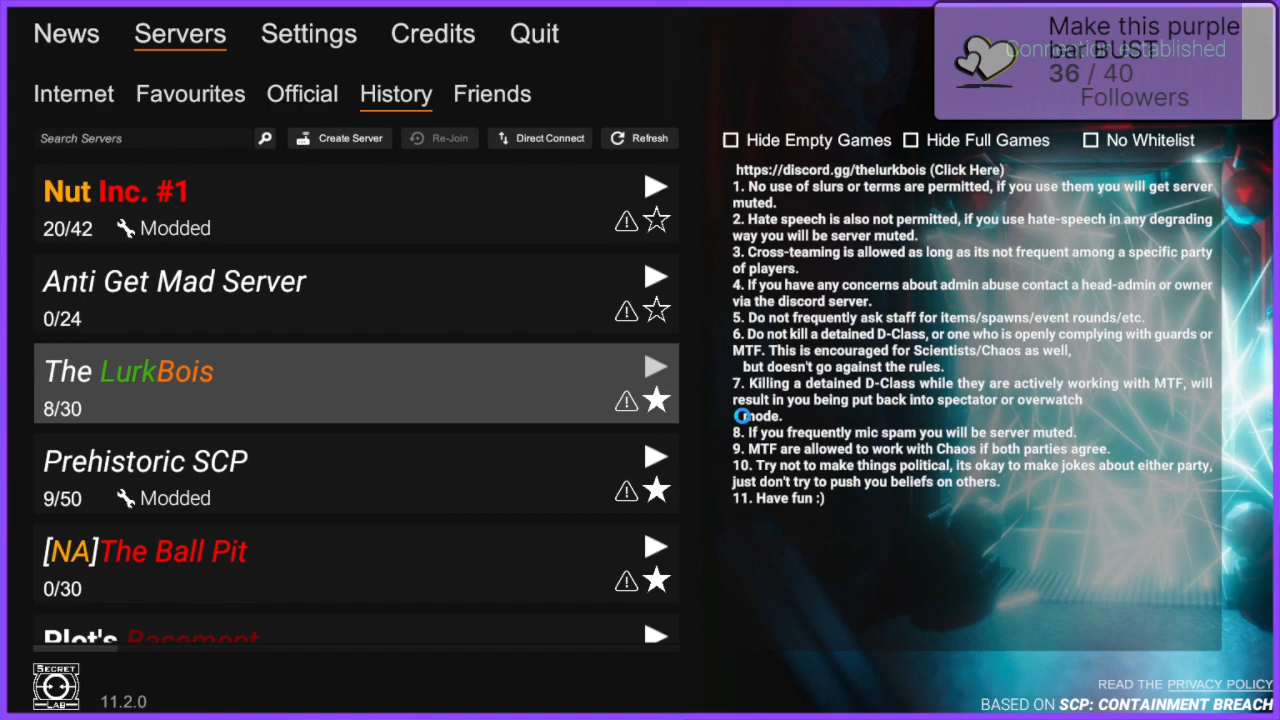 News Servers Settings Credits Quit
Make this purple
bar BUST
Connection established
36 / 40
Followers
Internet Favourites Official History Friends
Search Servers Create Server Re-Join Direct Connect Refresh
Hide Empty Games Hide Full Games No Whitelist
Nut Inc. #1
20/42 Modded
Anti Get Mad Server
0/24
The LurkBois
8/30
Prehistoric SCP
9/50 Modded
[NA]The Ball Pit
0/30
Plot's Basement
https://discord.gg/thelurkbois (Click Here)
1. No use of slurs or terms are permitted, if you use them you will get server
muted.
2. Hate speech is also not permitted, if you use hate-speech in any degrading
way you will be server muted.
3. Cross-teaming is allowed as long as its not frequent among a specific party
of players.
4. If you have any concerns about admin abuse contact a head-admin or owner
via the discord server.
5. Do not frequently ask staff for items/spawns/event rounds/etc.
6. Do not kill a detained D-Class, or one who is openly complying with guards or
MTF. This is encouraged for Scientists/Chaos as well,
but doesn't go against the rules.
7. Killing a detained D-Class while they are actively working with MTF, will
result in you being put back into spectator or overwatch
mode.
8. If you frequently mic spam you will be server muted.
9. MTF are allowed to work with Chaos if both parties agree.
10. Try not to make things political, its okay to make jokes about either party,
just don't try to push you beliefs on others.
11. Have fun :)
SECRET
LAB
11.2.0
READ THE PRIVACY POLICY
BASED ON SCP: CONTAINMENT BREACH